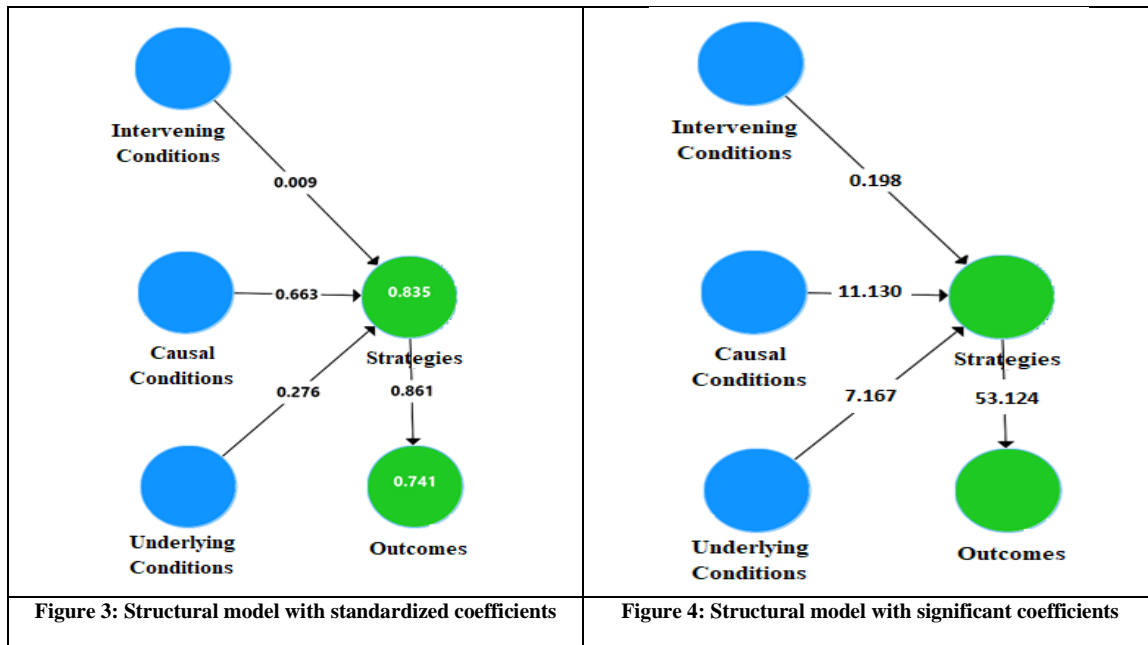 Intervening
Conditions
0.009
0.663
0.835
Causal
Conditions
Strategies
0.276
0.861
0.741
Underlying
Conditions
Outcomes
Figure 3: Structural model with standardized coefficients
Intervening
Conditions
0.198
11.130
Causal
Conditions
Strategies
7.167
53.124
Underlying
Conditions
Outcomes
Figure 4: Structural model with significant coefficients